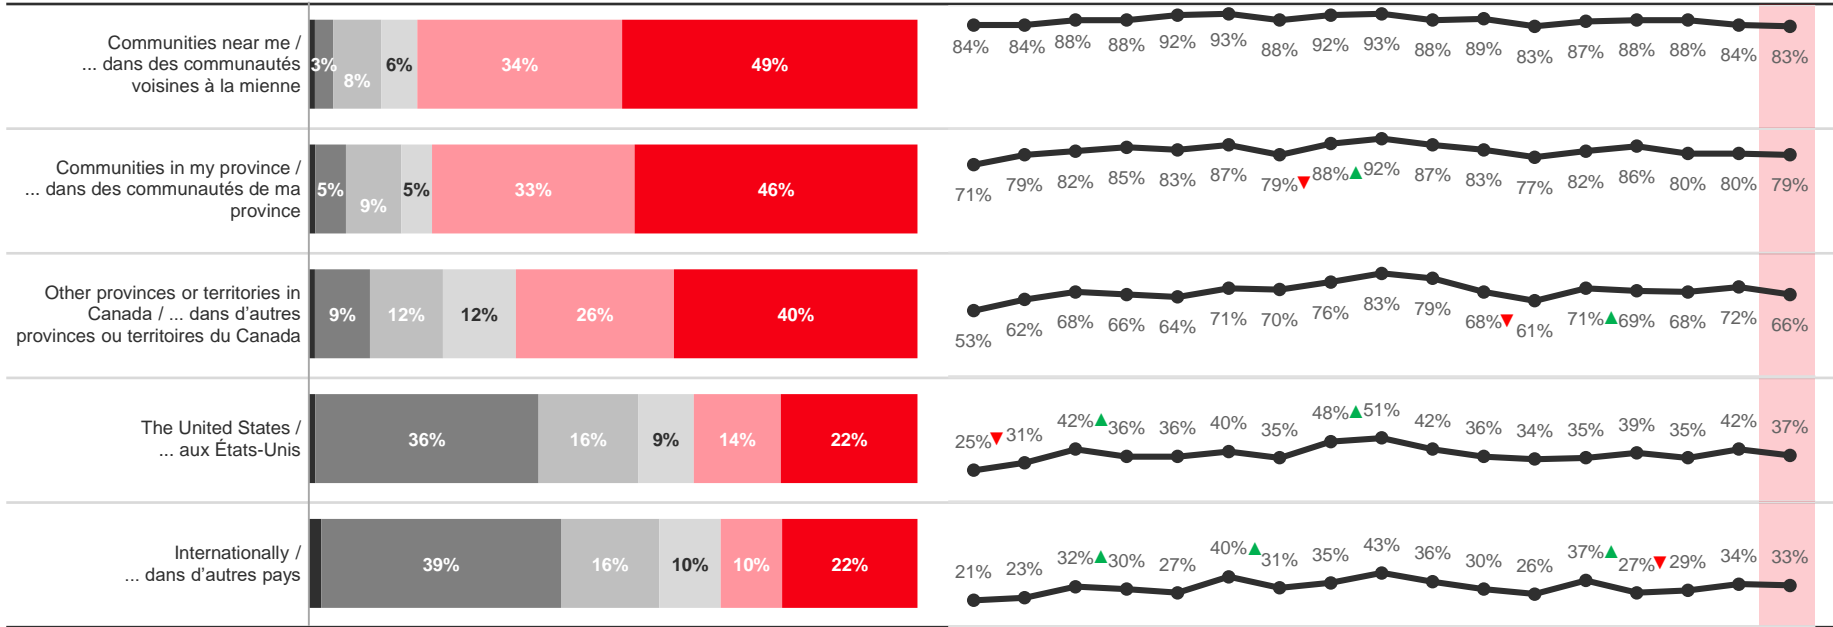 Communities near me /
... dans des communautés
voisines à la mienne
3% 8% 6% 34% 49%
84% 84% 88% 88% 92% 93% 88% 92% 93% 88% 89% 83% 87% 88% 88% 84% 83%
Communities in my province /
... dans des communautés de ma
province
5% 9% 5% 33% 46%
71% 79% 82% 85% 83% 87% 79% 88% 92% 87% 83% 77% 82% 86% 80% 80% 79%
Other provinces or territories in
Canada / ... dans d'autres
provinces ou territoires du Canada
9% 12% 12% 26% 40%
53% 62% 68% 66% 64% 71% 70% 76% 83% 79% 68% 61% 71% 69% 68% 72% 66%
The United States /
... aux États-Unis
36% 16% 9% 14% 22%
25% 31% 42% 36% 36% 40% 35% 48% 51% 42% 36% 34% 35% 39% 35% 42% 37%
Internationally /
... dans d'autres pays
39% 16% 10% 10% 22%
21% 23% 32% 30% 27% 40% 31% 35% 43% 36% 30% 26% 37% 27% 29% 34% 33%